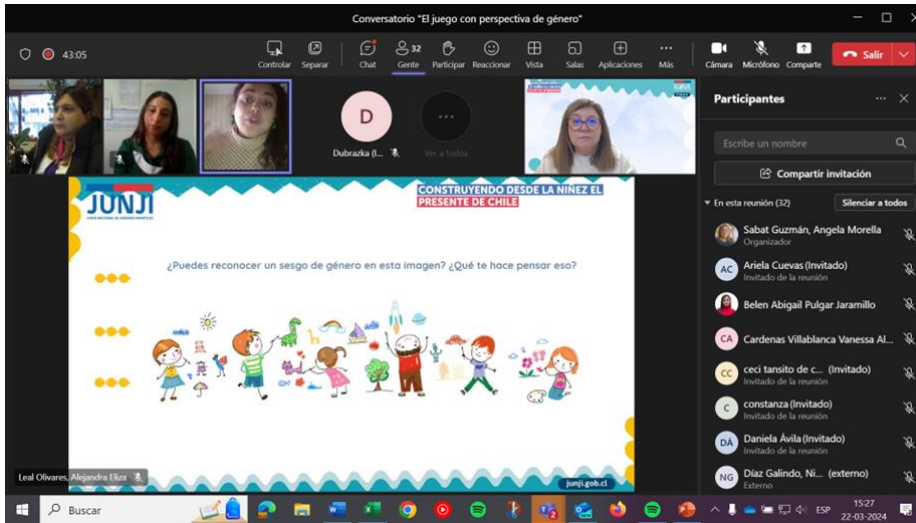 Conversatorio "El juego con perspectiva de género"
43:05
Controlar
Separar
Chat
32
Gente
Participar
Reaccionar
Vista
Salas
Aplicaciones
Más
Cámara
Micrófono
Comparte
Salir
D
Dubrazka (I...
Ver a todos
JUNJI
CONSTRUYENDO DESDE LA NIÑEZ EL
PRESENTE DE CHILE
¿Puedes reconocer un sesgo de género en esta imagen? ¿Qué te hace pensar eso?
Leal Olivares, Alejandra Eliza
junji.gob.cl
Participantes
Escribe un nombre
Compartir invitación
En esta reunión (32)
Silenciar a todos
Sabat Guzmán, Angela Morella
Organizador
AC
Ariela Cuevas (Invitado)
Invitado de la reunión
Belen Abigail Pulgar Jaramillo
CA
Cardenas Villablanca Vanessa Al...
CC
ceci tansito de c... (Invitado)
Invitado de la reunión
C
constanza (Invitado)
Invitado de la reunión
DÁ
Daniela Ávila (Invitado)
Invitado de la reunión
NG
Díaz Galindo, Ni... (externo)
Externo
Buscar
ESP
15:27
22-03-2024